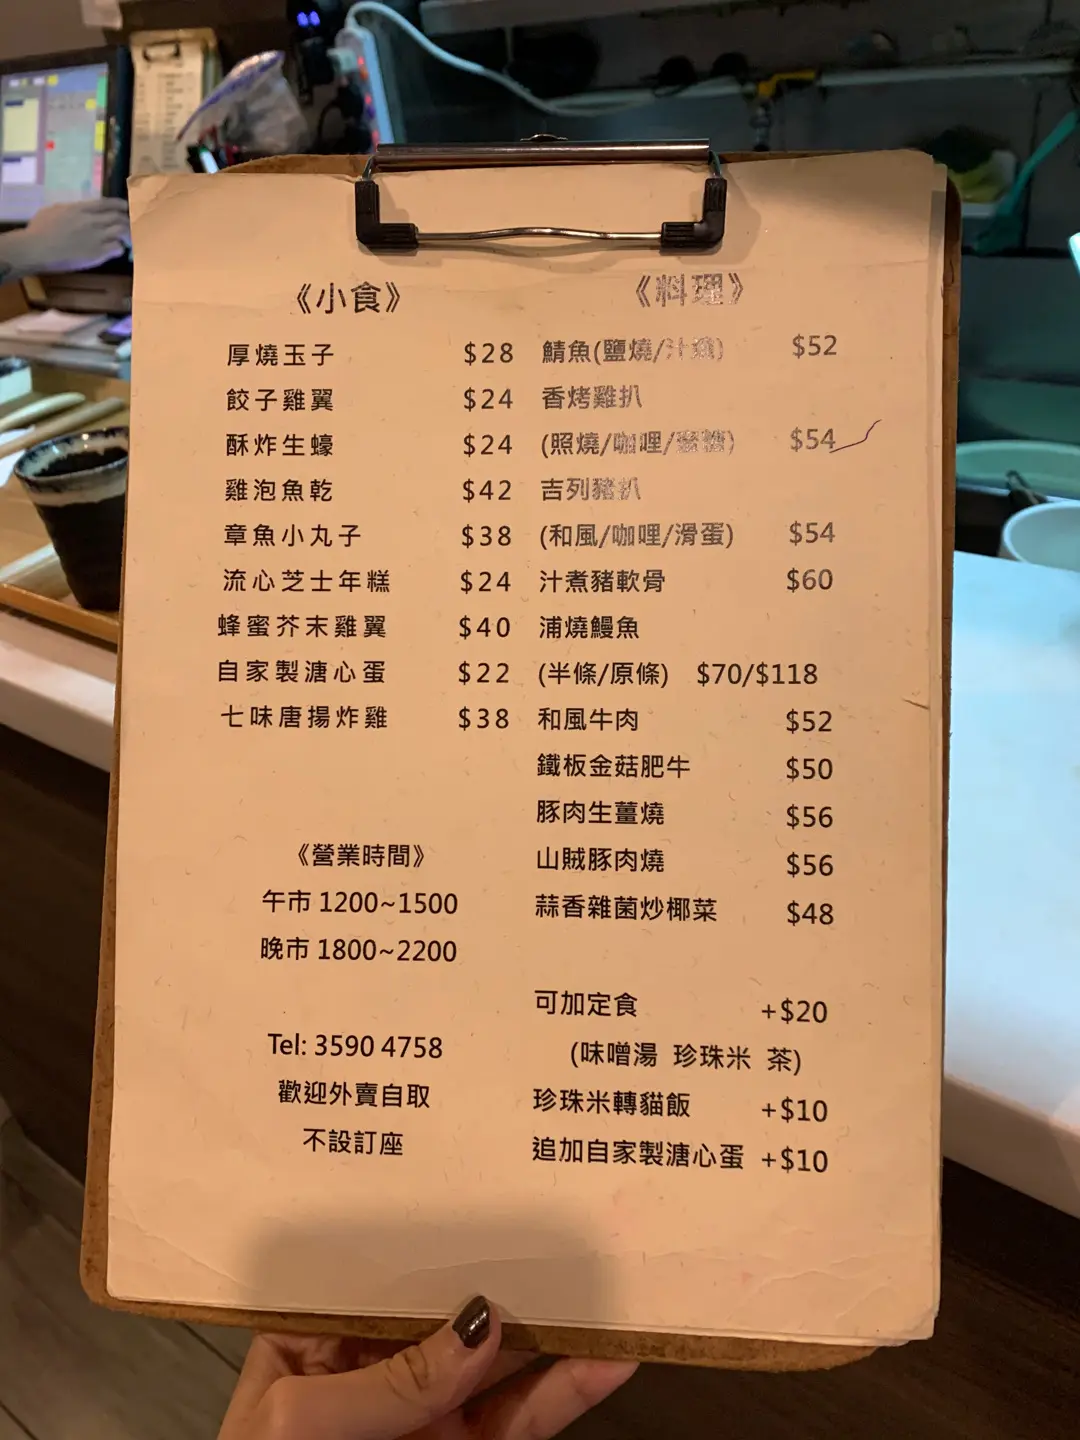 《小食》
厚燒玉子 $28
餃子雞翼 $24
酥炸生蠔 $24
雞泡魚乾 $42
章魚小丸子 $38
流心芝士年糕 $24
蜂蜜芥末雞翼 $40
自家製溏心蛋 $22
七味唐揚炸雞 $38
《營業時間》
午市 1200~1500
晚市 1800~2200
Tel: 3590 4758
歡迎外賣自取
不設訂座
《料理》
鯖魚(鹽燒/汁煮) $52
香烤雞扒
(照燒/咖哩/蜜糖) $54
吉列豬扒
(和風/咖哩/滑蛋) $54
汁煮豬軟骨 $60
浦燒鰻魚
(半條/原條) $70/$118
和風牛肉 $52
鐵板金菇肥牛 $50
豚肉生薑燒 $56
山賊豚肉燒 $56
蒜香雜菌炒椰菜 $48
可加定食 +$20
(味噌湯 珍珠米 茶)
珍珠米轉貓飯 +$10
追加自家製溏心蛋 +$10